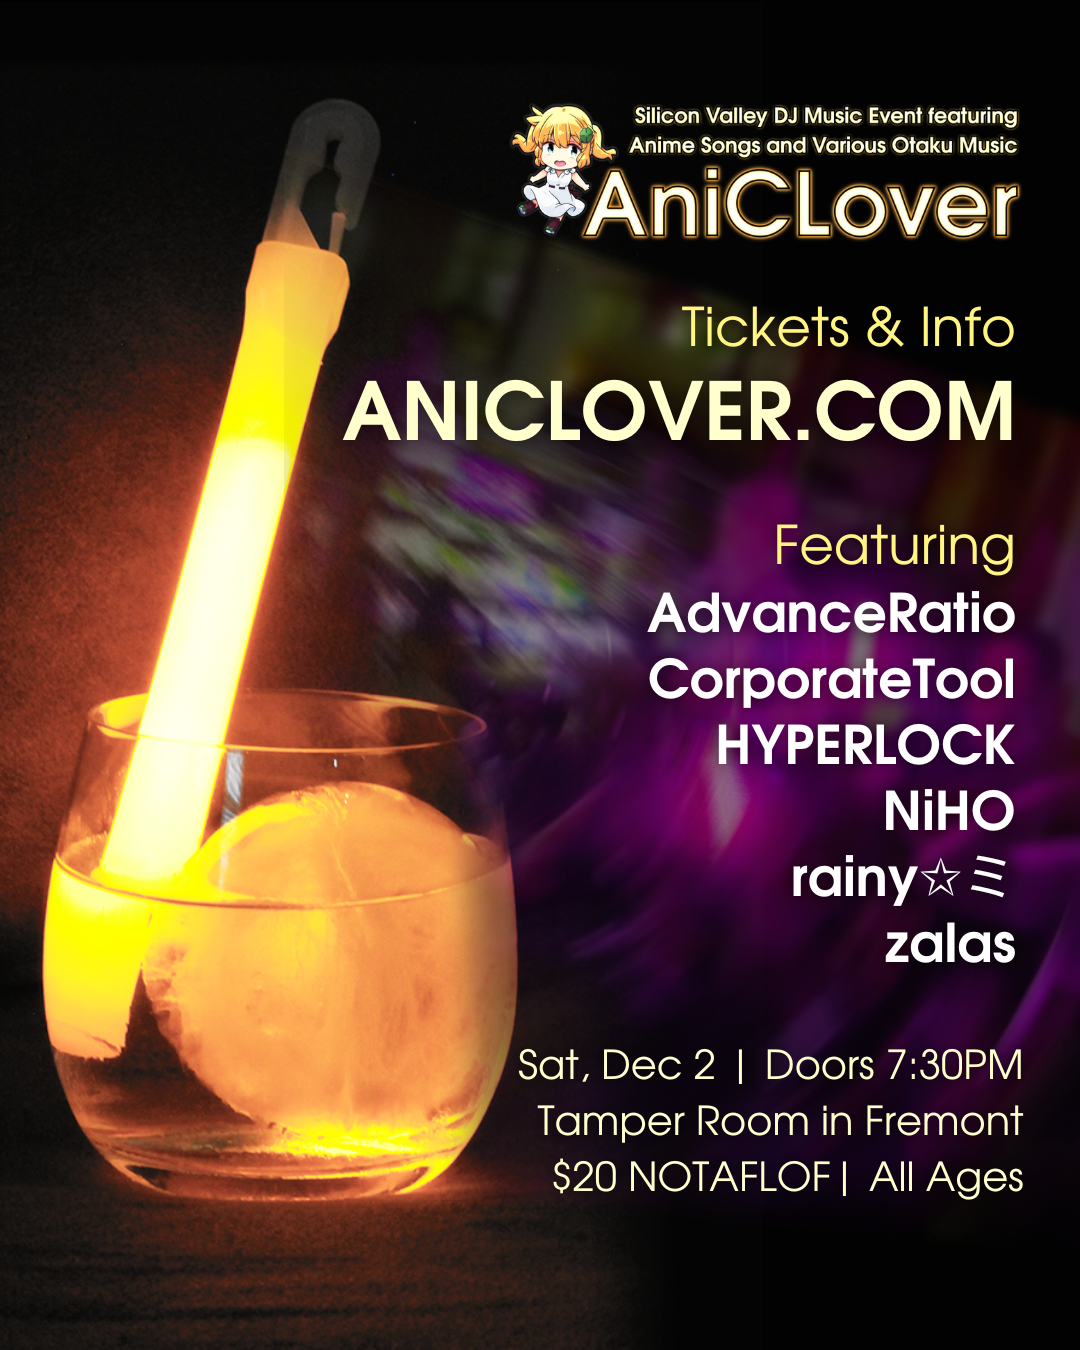 Silicon Valley DJ Music Event featuring
Anime Songs and Various Otaku Music
AniCLover
Tickets & Info
ANICLOVER.COM
Featuring
AdvanceRatio
CorporateTool
HYPERLOCK
NiHO
rainy☆ミ
zalas
Sat, Dec 2 | Doors 7:30PM
Tamper Room in Fremont
$20 NOTAFLOF| All Ages